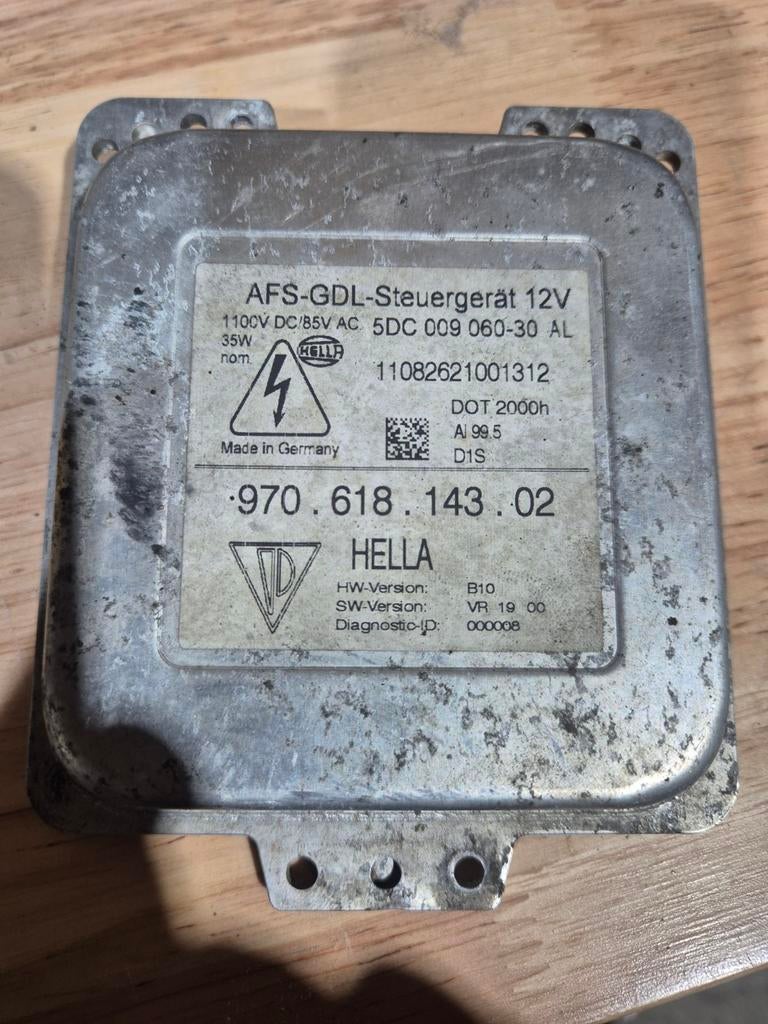 AFS-GDL-Steuergerät 12V
1100V DC/85V AC 5DC 009 060-30 AL
35W
nom.
HELLA
11082621001312
DOT 2000h
Al 99.5
D1S
Made in Germany
970.618.143.02
HELLA
HW-Version: B10
SW-Version: VR 19 00
Diagnostic-ID: 000008